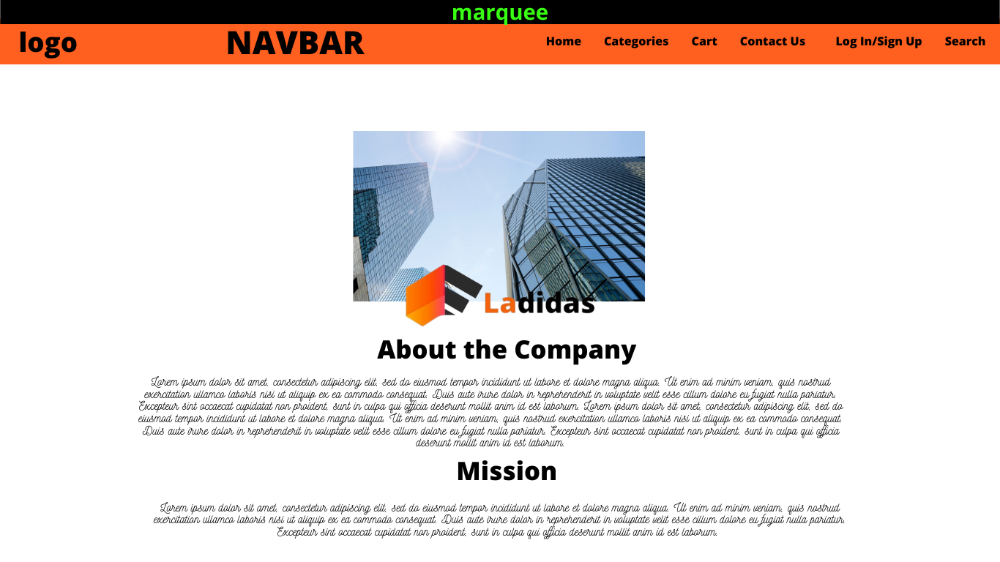 marquee
logo NAVBAR Home Categories Cart Contact Us Log In/Sign Up Search
Ladidas
About the Company
Lorem ipsum dolor sit amet, consectetur adipiscing elit, sed do eiusmod tempor incididunt ut labore et dolore magna aliqua. Ut enim ad minim veniam, quis nostrud
exercitation ullamco laboris nisi ut aliquip ex ea commodo consequat. Duis aute irure dolor in reprehenderit in voluptate velit esse cillum dolore eu fugiat nulla pariatur.
Excepteur sint occaecat cupidatat non proident, sunt in culpa qui officia deserunt mollit anim id est laborum. Lorem ipsum dolor sit amet, consectetur adipiscing elit, sed do
eiusmod tempor incididunt ut labore et dolore magna aliqua. Ut enim ad minim veniam, quis nostrud exercitation ullamco laboris nisi ut aliquip ex ea commodo consequat.
Duis aute irure dolor in reprehenderit in voluptate velit esse cillum dolore eu fugiat nulla pariatur. Excepteur sint occaecat cupidatat non proident, sunt in culpa qui officia
deserunt mollit anim id est laborum.
Mission
Lorem ipsum dolor sit amet, consectetur adipiscing elit, sed do eiusmod tempor incididunt ut labore et dolore magna aliqua. Ut enim ad minim veniam, quis nostrud
exercitation ullamco laboris nisi ut aliquip ex ea commodo consequat. Duis aute irure dolor in reprehenderit in voluptate velit esse cillum dolore eu fugiat nulla pariatur.
Excepteur sint occaecat cupidatat non proident, sunt in culpa qui officia deserunt mollit anim id est laborum.